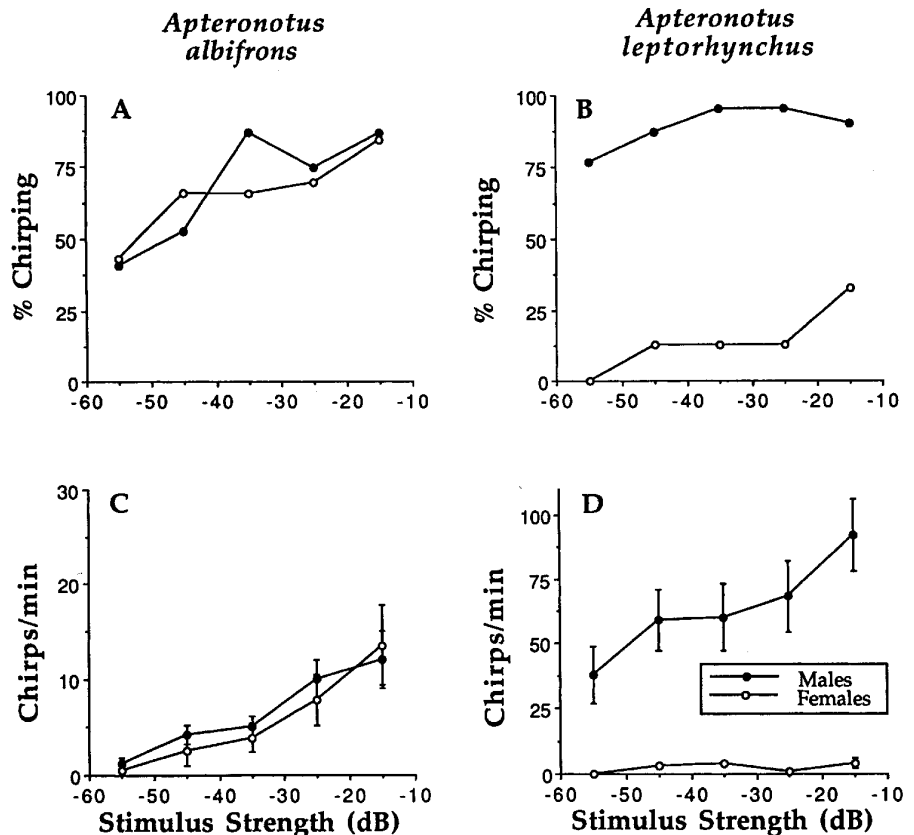 Apteronotus
albifrons
Apteronotus
leptorhynchus
A
% Chirping
100
75
50
25
0
-60 -50 -40 -30 -20 -10
B
% Chirping
100
75
50
25
0
-60 -50 -40 -30 -20 -10
C
Chirps/min
30
20
10
0
-60 -50 -40 -30 -20 -10
Stimulus Strength (dB)
D
Chirps/min
100
75
50
25
0
Males
Females
-60 -50 -40 -30 -20 -10
Stimulus Strength (dB)